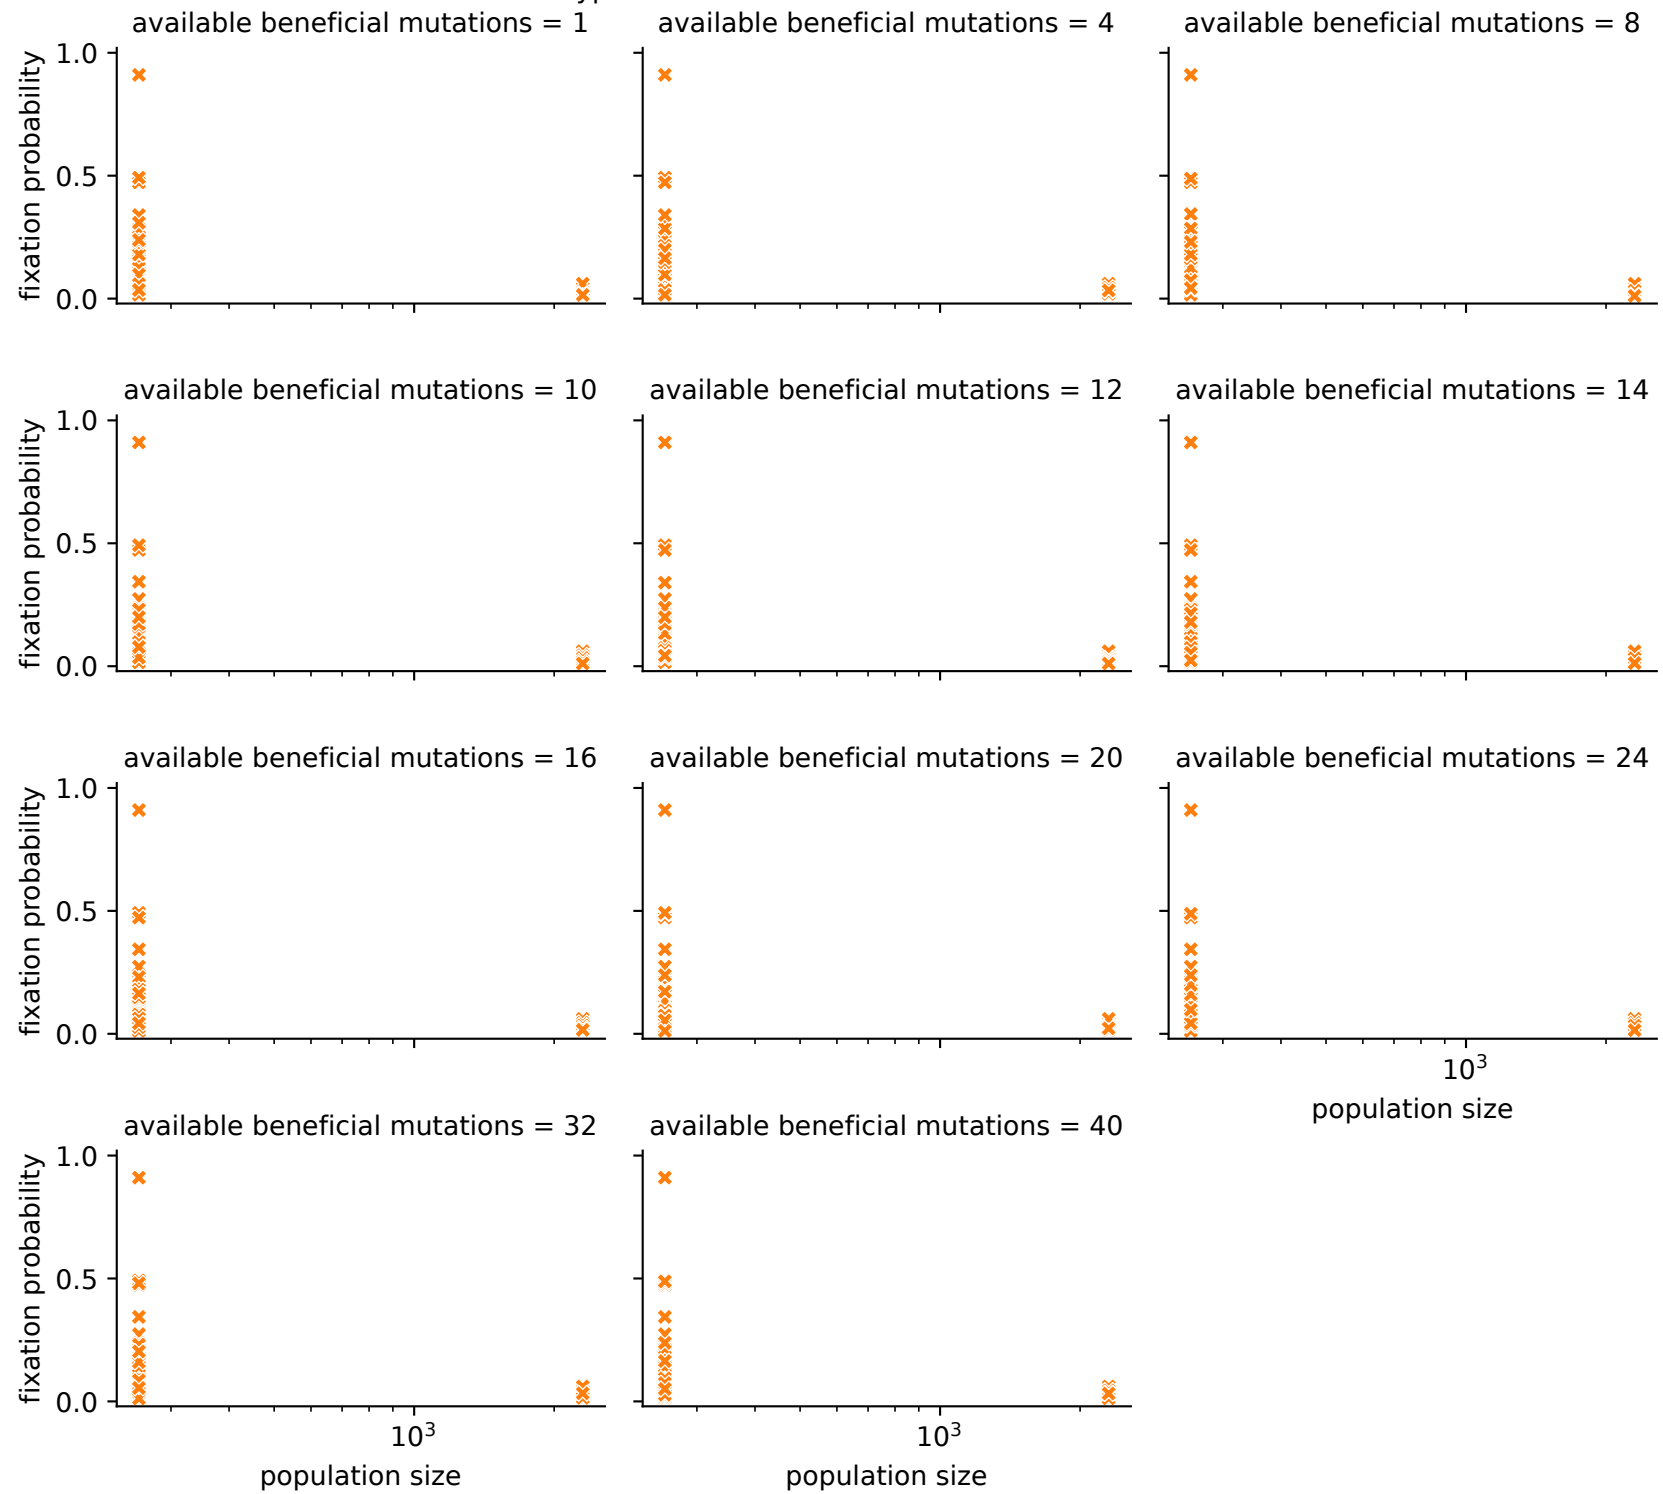 available beneficial mutations = 1
available beneficial mutations = 4
available beneficial mutations = 8
1.0
0.5
0.0
fixation probability
available beneficial mutations = 10
available beneficial mutations = 12
available beneficial mutations = 14
1.0
0.5
0.0
fixation probability
available beneficial mutations = 16
available beneficial mutations = 20
available beneficial mutations = 24
1.0
0.5
0.0
fixation probability
10³
population size
available beneficial mutations = 32
available beneficial mutations = 40
1.0
0.5
0.0
fixation probability
10³
10³
population size
population size